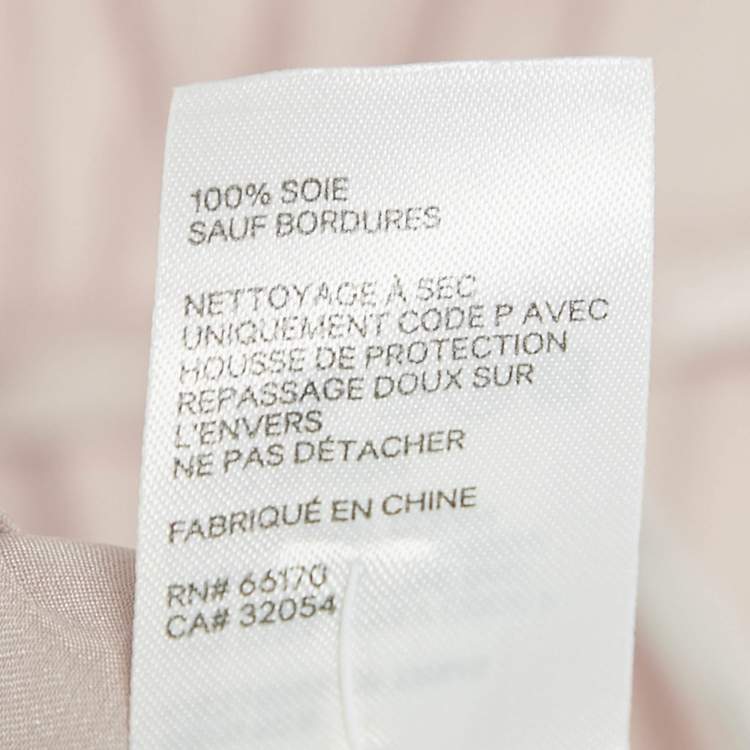 100% SOIE
SAUF BORDURES
NETTOYAGE À SEC
UNIQUEMENT CODE P AVEC
HOUSSE DE PROTECTION
REPASSAGE DOUX SUR
L'ENVERS
NE PAS DÉTACHER
FABRIQUÉ EN CHINE
RN# 66170
CA# 32054